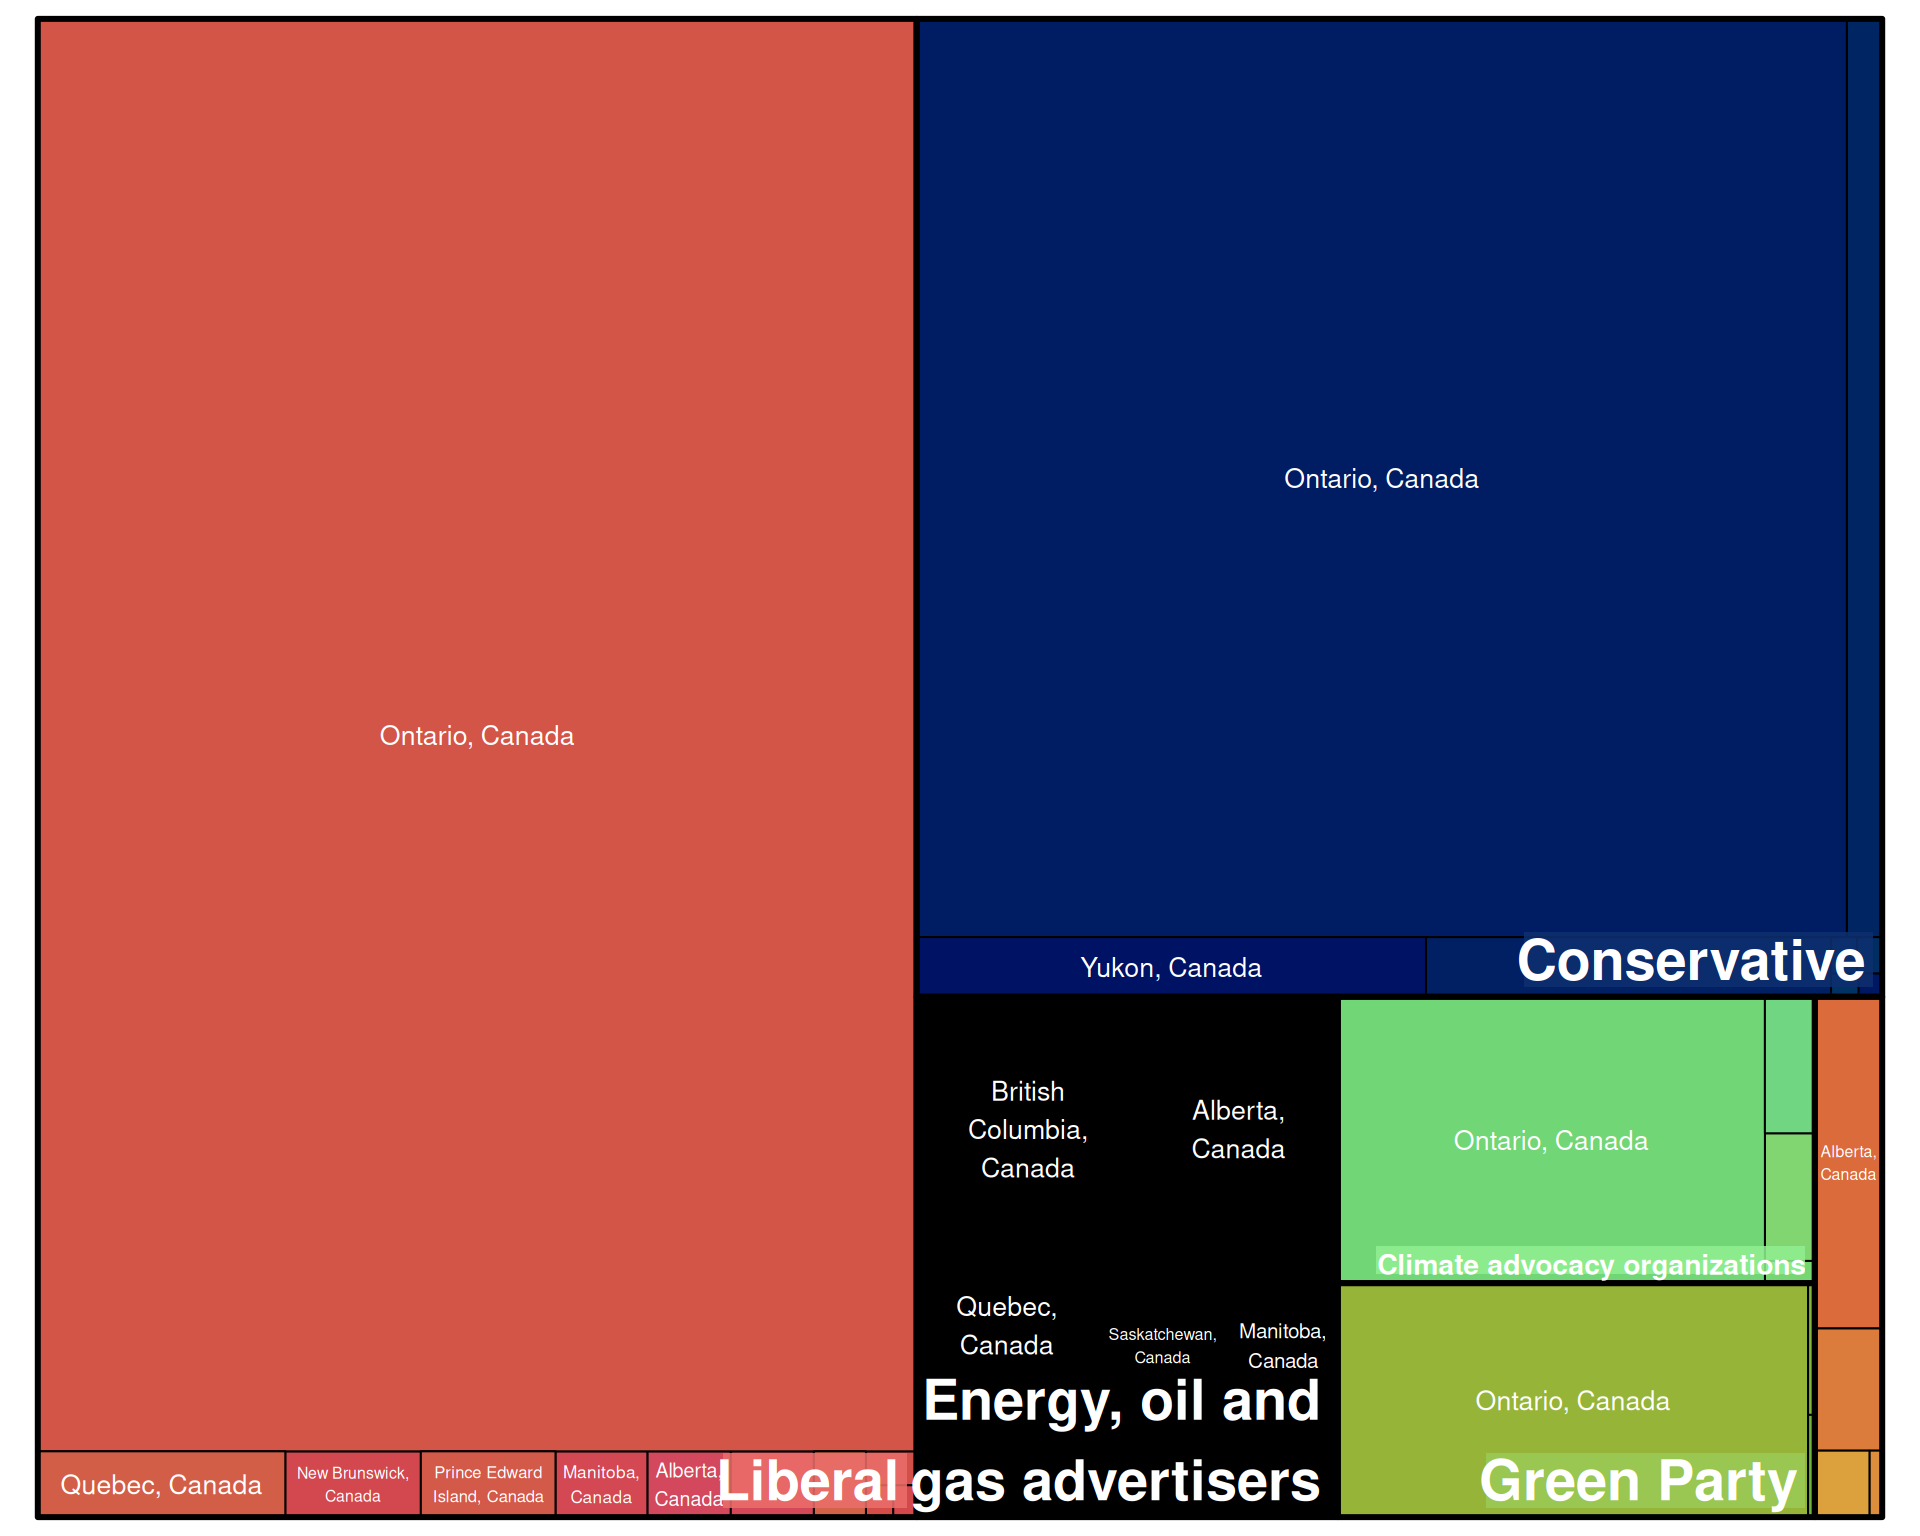 Ontario, Canada
Quebec, Canada
New Brunswick,
Canada
Prince Edward
Island, Canada
Manitoba,
Canada
Alberta,
Canada
Liberal
Ontario, Canada
Yukon, Canada
Conservative
British
Columbia,
Canada
Alberta,
Canada
Quebec,
Canada
Saskatchewan,
Canada
Manitoba,
Canada
Energy, oil and
gas advertisers
Ontario, Canada
Climate advocacy organizations
Ontario, Canada
Green Party
Alberta,
Canada